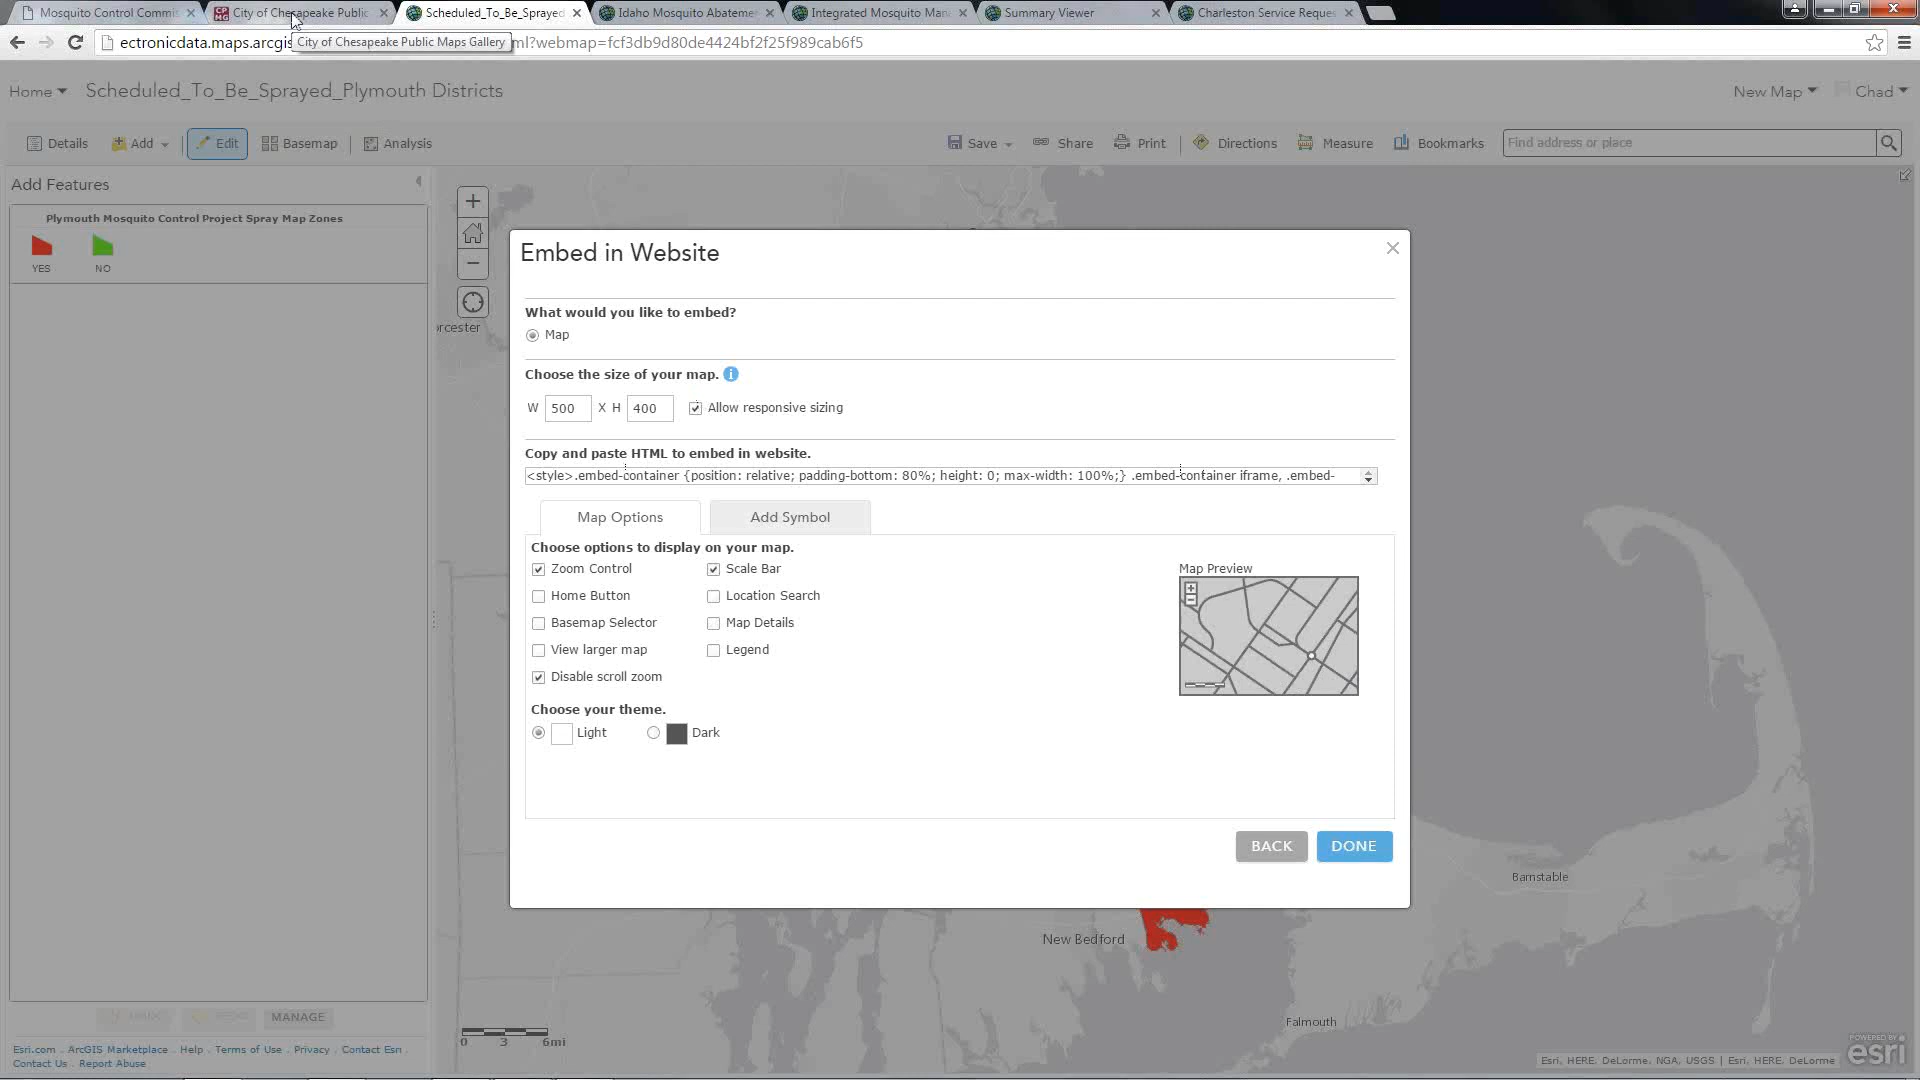 Mosquito Control Commis
City of Chesapeake Public
Scheduled_To_Be_Sprayed
Idaho Mosquito Abateme
Integrated Mosquito Man
Summary Viewer
Charleston Service Reques
ectronicdata.maps.arcgis
City of Chesapeake Public Maps Gallery
ml?webmap=fcf3db9d80de4424bf2f25f989cab6f5
Home
Scheduled_To_Be_Sprayed_Plymouth Districts
New Map
Chad
Details
Add
Edit
Basemap
Analysis
Save
Share
Print
Directions
Measure
Bookmarks
Find address or place
Add Features
Plymouth Mosquito Control Project Spray Map Zones
YES
NO
orcester
Embed in Website
What would you like to embed?
Map
Choose the size of your map.
W 500 X H 400 Allow responsive sizing
Copy and paste HTML to embed in website.
<style>.embed-container {position: relative; padding-bottom: 80%; height: 0; max-width: 100%;} .embed-container iframe, .embed-
Map Options
Add Symbol
Choose options to display on your map.
Zoom Control
Scale Bar
Home Button
Location Search
Basemap Selector
Map Details
View larger map
Legend
Disable scroll zoom
Map Preview
Choose your theme.
Light
Dark
BACK
DONE
Barnstable
New Bedford
Falmouth
MANAGE
0 3 6mi
Esri.com . ArcGIS Marketplace . Help . Terms of Use . Privacy . Contact Esri .
Contact Us . Report Abuse
Esri, HERE, DeLorme, NGA, USGS | Esri, HERE, DeLorme
POWERED BY
esri